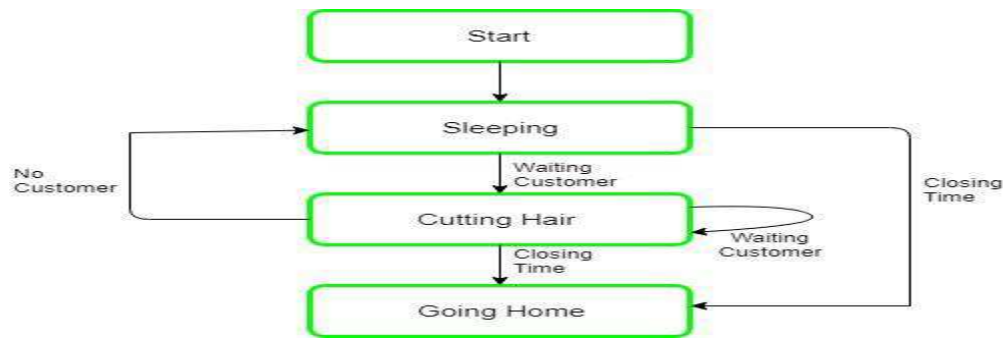 Start
Sleeping
No
Customer
Waiting
Customer
Closing
Time
Cutting Hair
Waiting
Customer
Closing
Time
Going Home